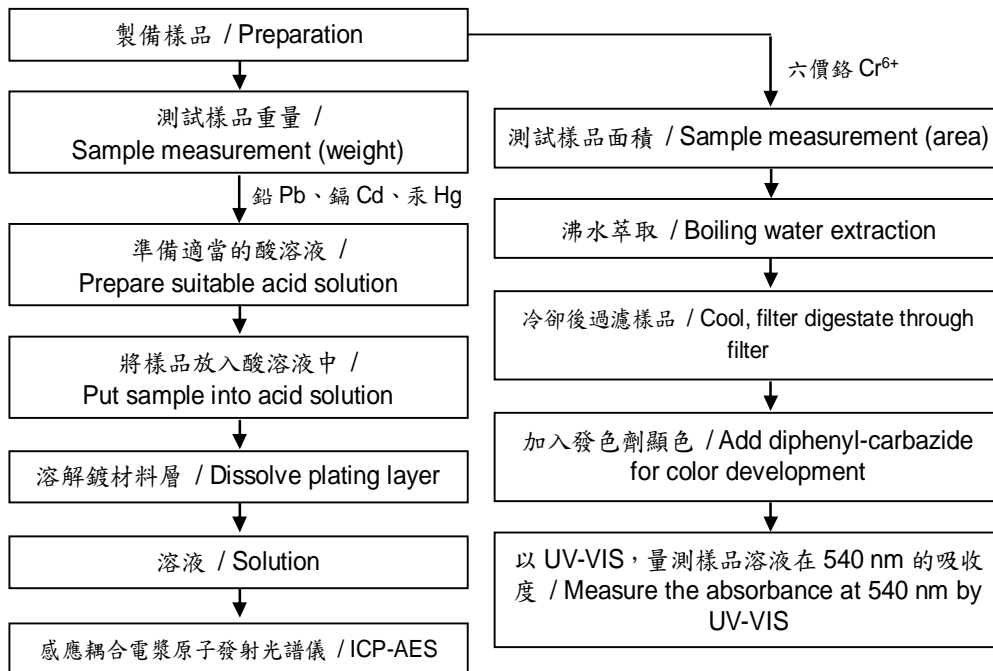 製備樣品 / Preparation
測試樣品重量 /
Sample measurement (weight)
鉛 Pb、鎘 Cd、汞 Hg
準備適當的酸溶液 /
Prepare suitable acid solution
將樣品放入酸溶液中 /
Put sample into acid solution
溶解鍍材料層 / Dissolve plating layer
溶液 / Solution
感應耦合電漿原子發射光譜儀 / ICP-AES
六價鉻 Cr⁶⁺
測試樣品面積 / Sample measurement (area)
沸水萃取 / Boiling water extraction
冷卻後過濾樣品 / Cool, filter digestate through
filter
加入發色劑顯色 / Add diphenyl-carbazide
for color development
以 UV-VIS，量測樣品溶液在 540 nm 的吸收
度 / Measure the absorbance at 540 nm by
UV-VIS